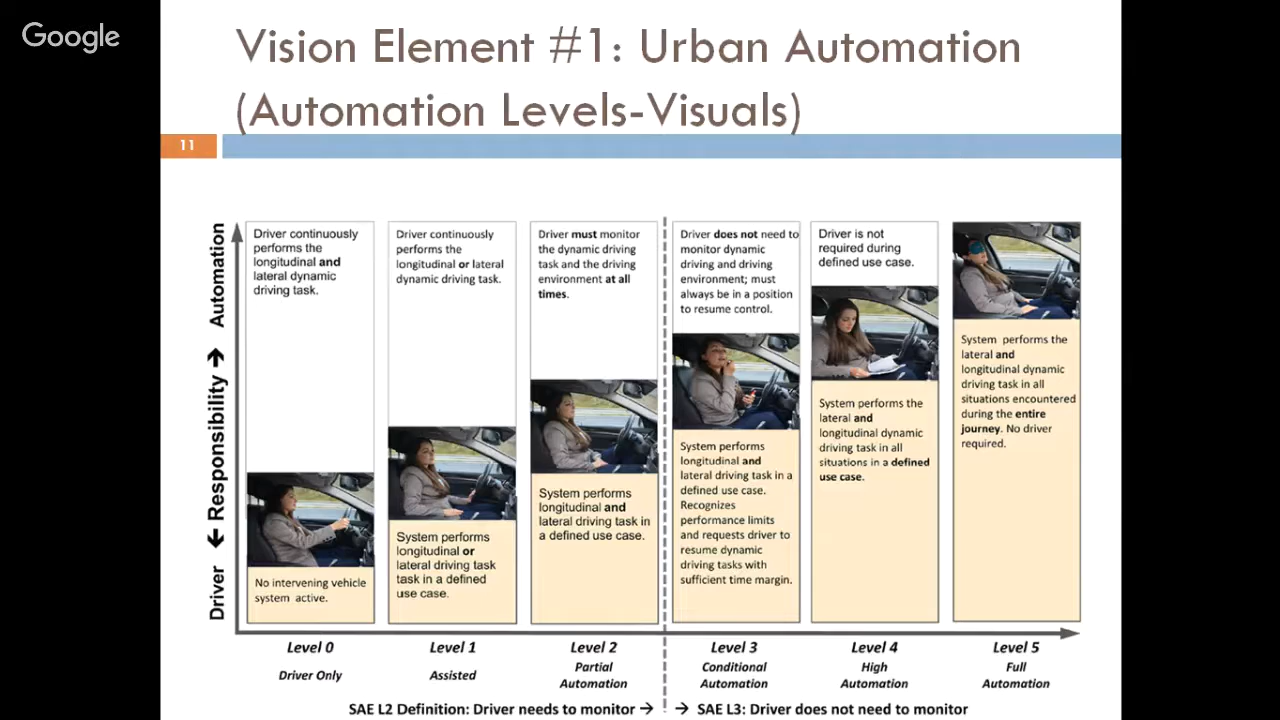 Google
Vision Element #1: Urban Automation
(Automation Levels-Visuals)
11
Driver ← Responsibility → Automation
Driver continuously
performs the
longitudinal and
lateral dynamic
driving task.
No intervening vehicle
system active.
Level 0
Driver Only
Driver continuously
performs the
longitudinal or lateral
dynamic driving task.
System performs
longitudinal or
lateral driving task
task in a defined
use case.
Level 1
Assisted
Driver must monitor
the dynamic driving
task and the driving
environment at all
times.
System performs
longitudinal and
lateral driving task in
a defined use case.
Level 2
Partial
Automation
Driver does not need to
monitor dynamic
driving and driving
environment; must
always be in a position
to resume control.
System performs
longitudinal and
lateral driving task in a
defined use case.
Recognizes
performance limits
and requests driver to
resume dynamic
driving tasks with
sufficient time margin.
Level 3
Conditional
Automation
Driver is not
required during
defined use case.
System performs the
lateral and
longitudinal dynamic
driving task in all
situations in a defined
use case.
Level 4
High
Automation
System performs the
lateral and
longitudinal dynamic
driving task in all
situations encountered
during the entire
journey. No driver
required.
Level 5
Full
Automation
SAE L2 Definition: Driver needs to monitor →
→ SAE L3: Driver does not need to monitor